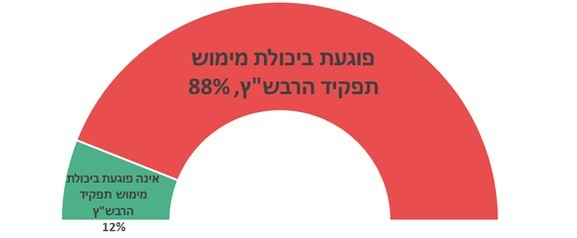 פוגעת ביכולת מימוש
תפקיד הרבש"ץ, 88%
אינה פוגעת ביכולת
מימוש תפקיד
הרבש"ץ
12%